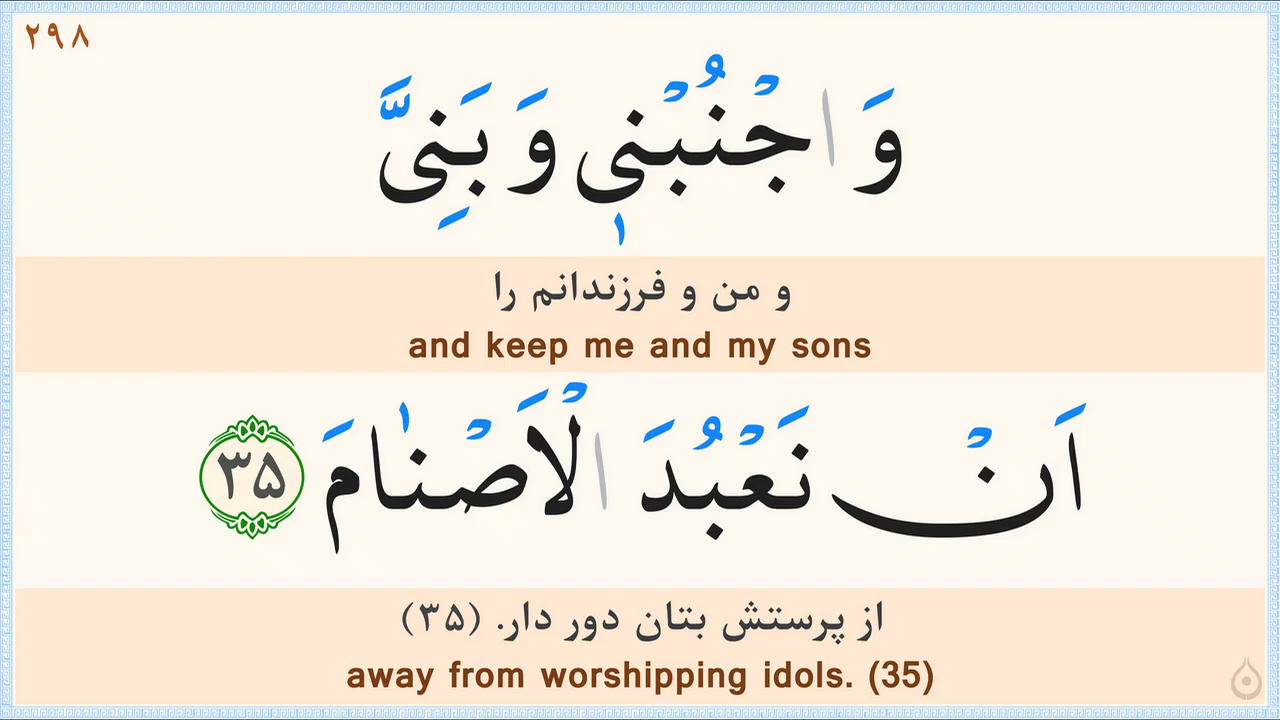 ۲۹۸
وَ اجْنُبْنٖي وَ بَنِىَّ
و من و فرزندانم را
and keep me and my sons
اَنْ نَعْبُدَ الْاَصْنٰامَ ۳۵
از پرستش بتان دور دار. (۳۵)
away from worshipping idols. (35)